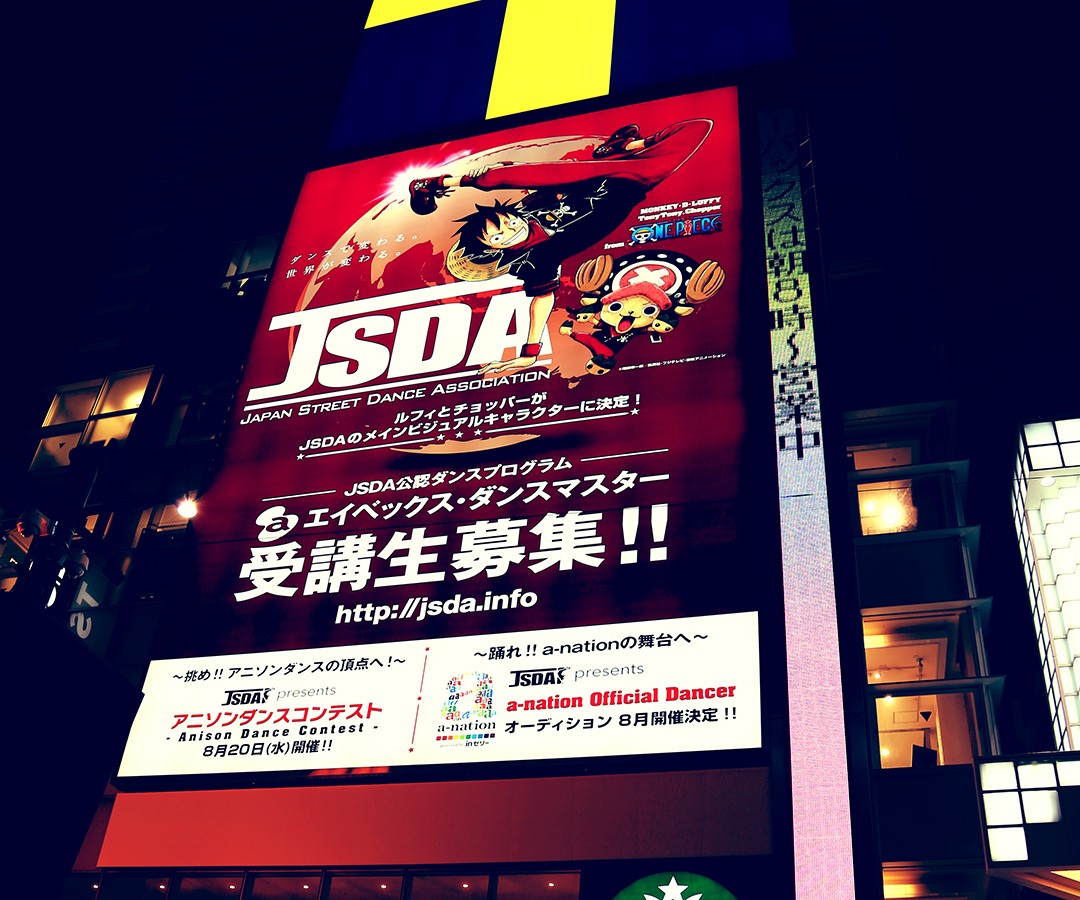 MONKEY・D・LUFFY
TonyTony.Chopper
from ONE PIECE
ダンスで変わる。
世界が変わる。
JSDA
JAPAN STREET DANCE ASSOCIATION
ルフィとチョッパーが
JSDAのメインビジュアルキャラクターに決定！
JSDA公認ダンスプログラム
a エイベックス・ダンスマスター
受講生募集!!
http://jsda.info
～挑め!! アニソンダンスの頂点へ!～
JSDA presents
アニソンダンスコンテスト
- Anison Dance Contest -
8月20日(水)開催!!
～踊れ!! a-nationの舞台へ～
JSDA presents
a-nation Official Dancer
オーディション 8月開催決定!!
a-nation
in ゼリー